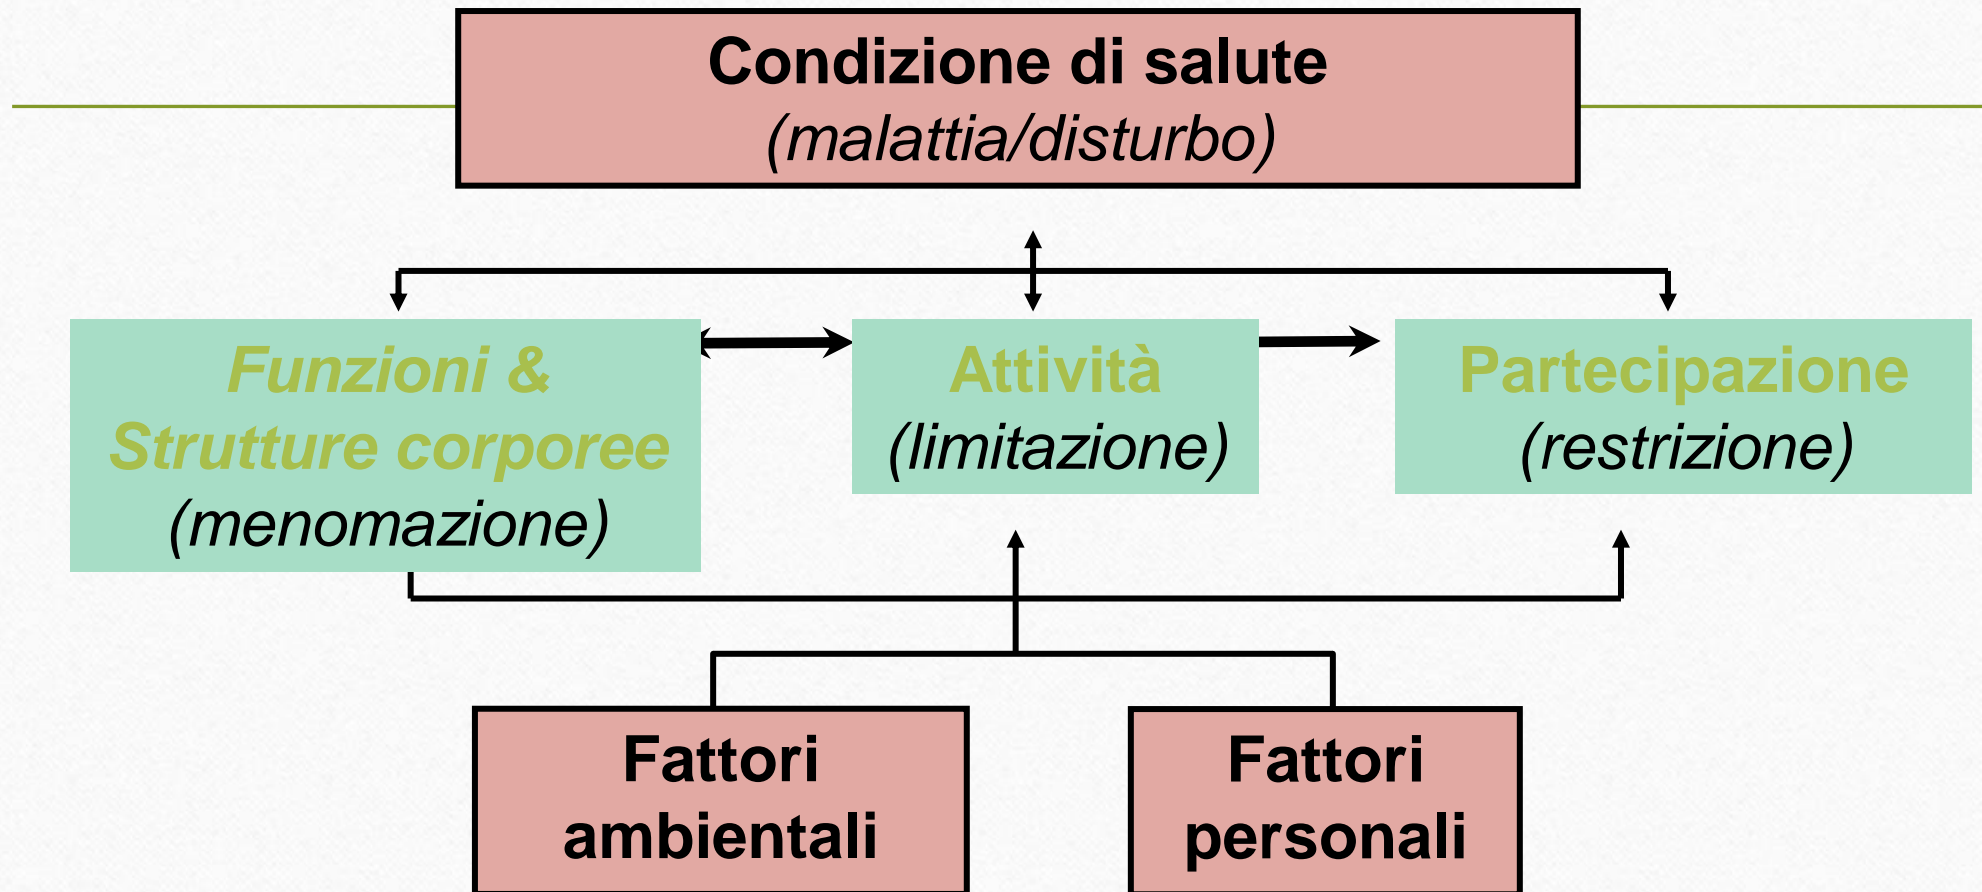 Condizione di salute
(malattia/disturbo)
Funzioni &
Strutture corporee
(menomazione)
Attività
(limitazione)
Partecipazione
(restrizione)
Fattori
ambientali
Fattori
personali